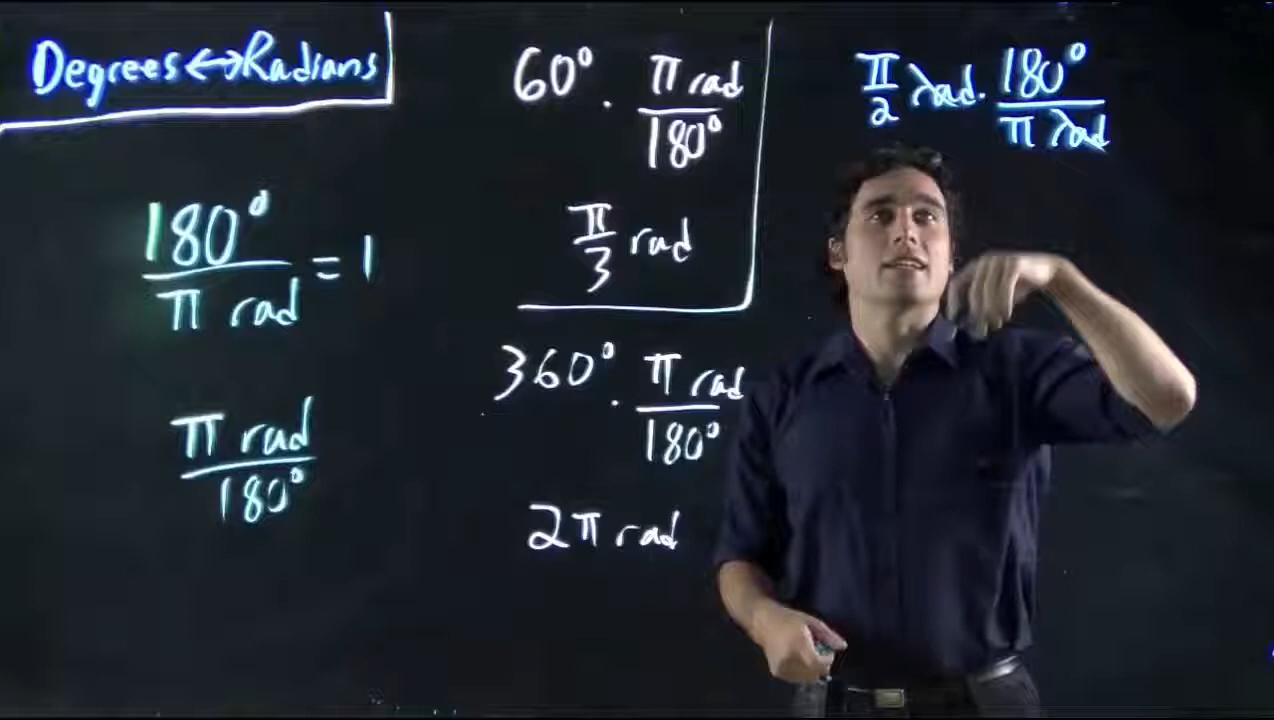 Degrees ↔ Radians
180°
π rad
= 1
π rad
180°
60° · π rad
180°
π
3
rad
360° · π rad
180°
2π rad
π
2
rad · 180°
π rad